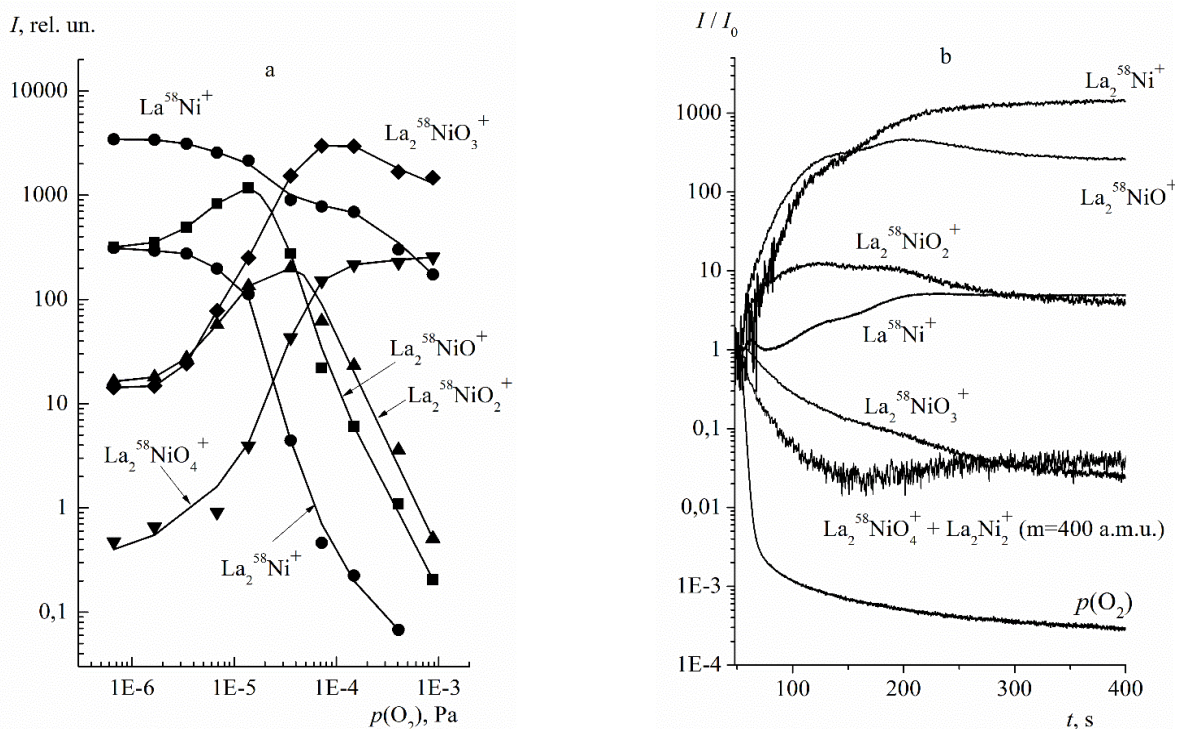 I, rel. un.
a
10000
1000
100
10
1
0,1
La⁵⁸Ni⁺
La₂⁵⁸NiO₃⁺
La₂⁵⁸NiO⁺
La₂⁵⁸NiO₂⁺
La₂⁵⁸NiO₄⁺
La₂⁵⁸Ni⁺
1E-6 1E-5 1E-4 1E-3
p(O₂), Pa
I / I₀
b
1000
100
10
1
0,1
0,01
1E-3
1E-4
La₂⁵⁸Ni⁺
La₂⁵⁸NiO⁺
La₂⁵⁸NiO₂⁺
La⁵⁸Ni⁺
La₂⁵⁸NiO₃⁺
La₂⁵⁸NiO₄⁺ + La₂Ni₂⁺ (m=400 a.m.u.)
p(O₂)
100 200 300 400
t, s